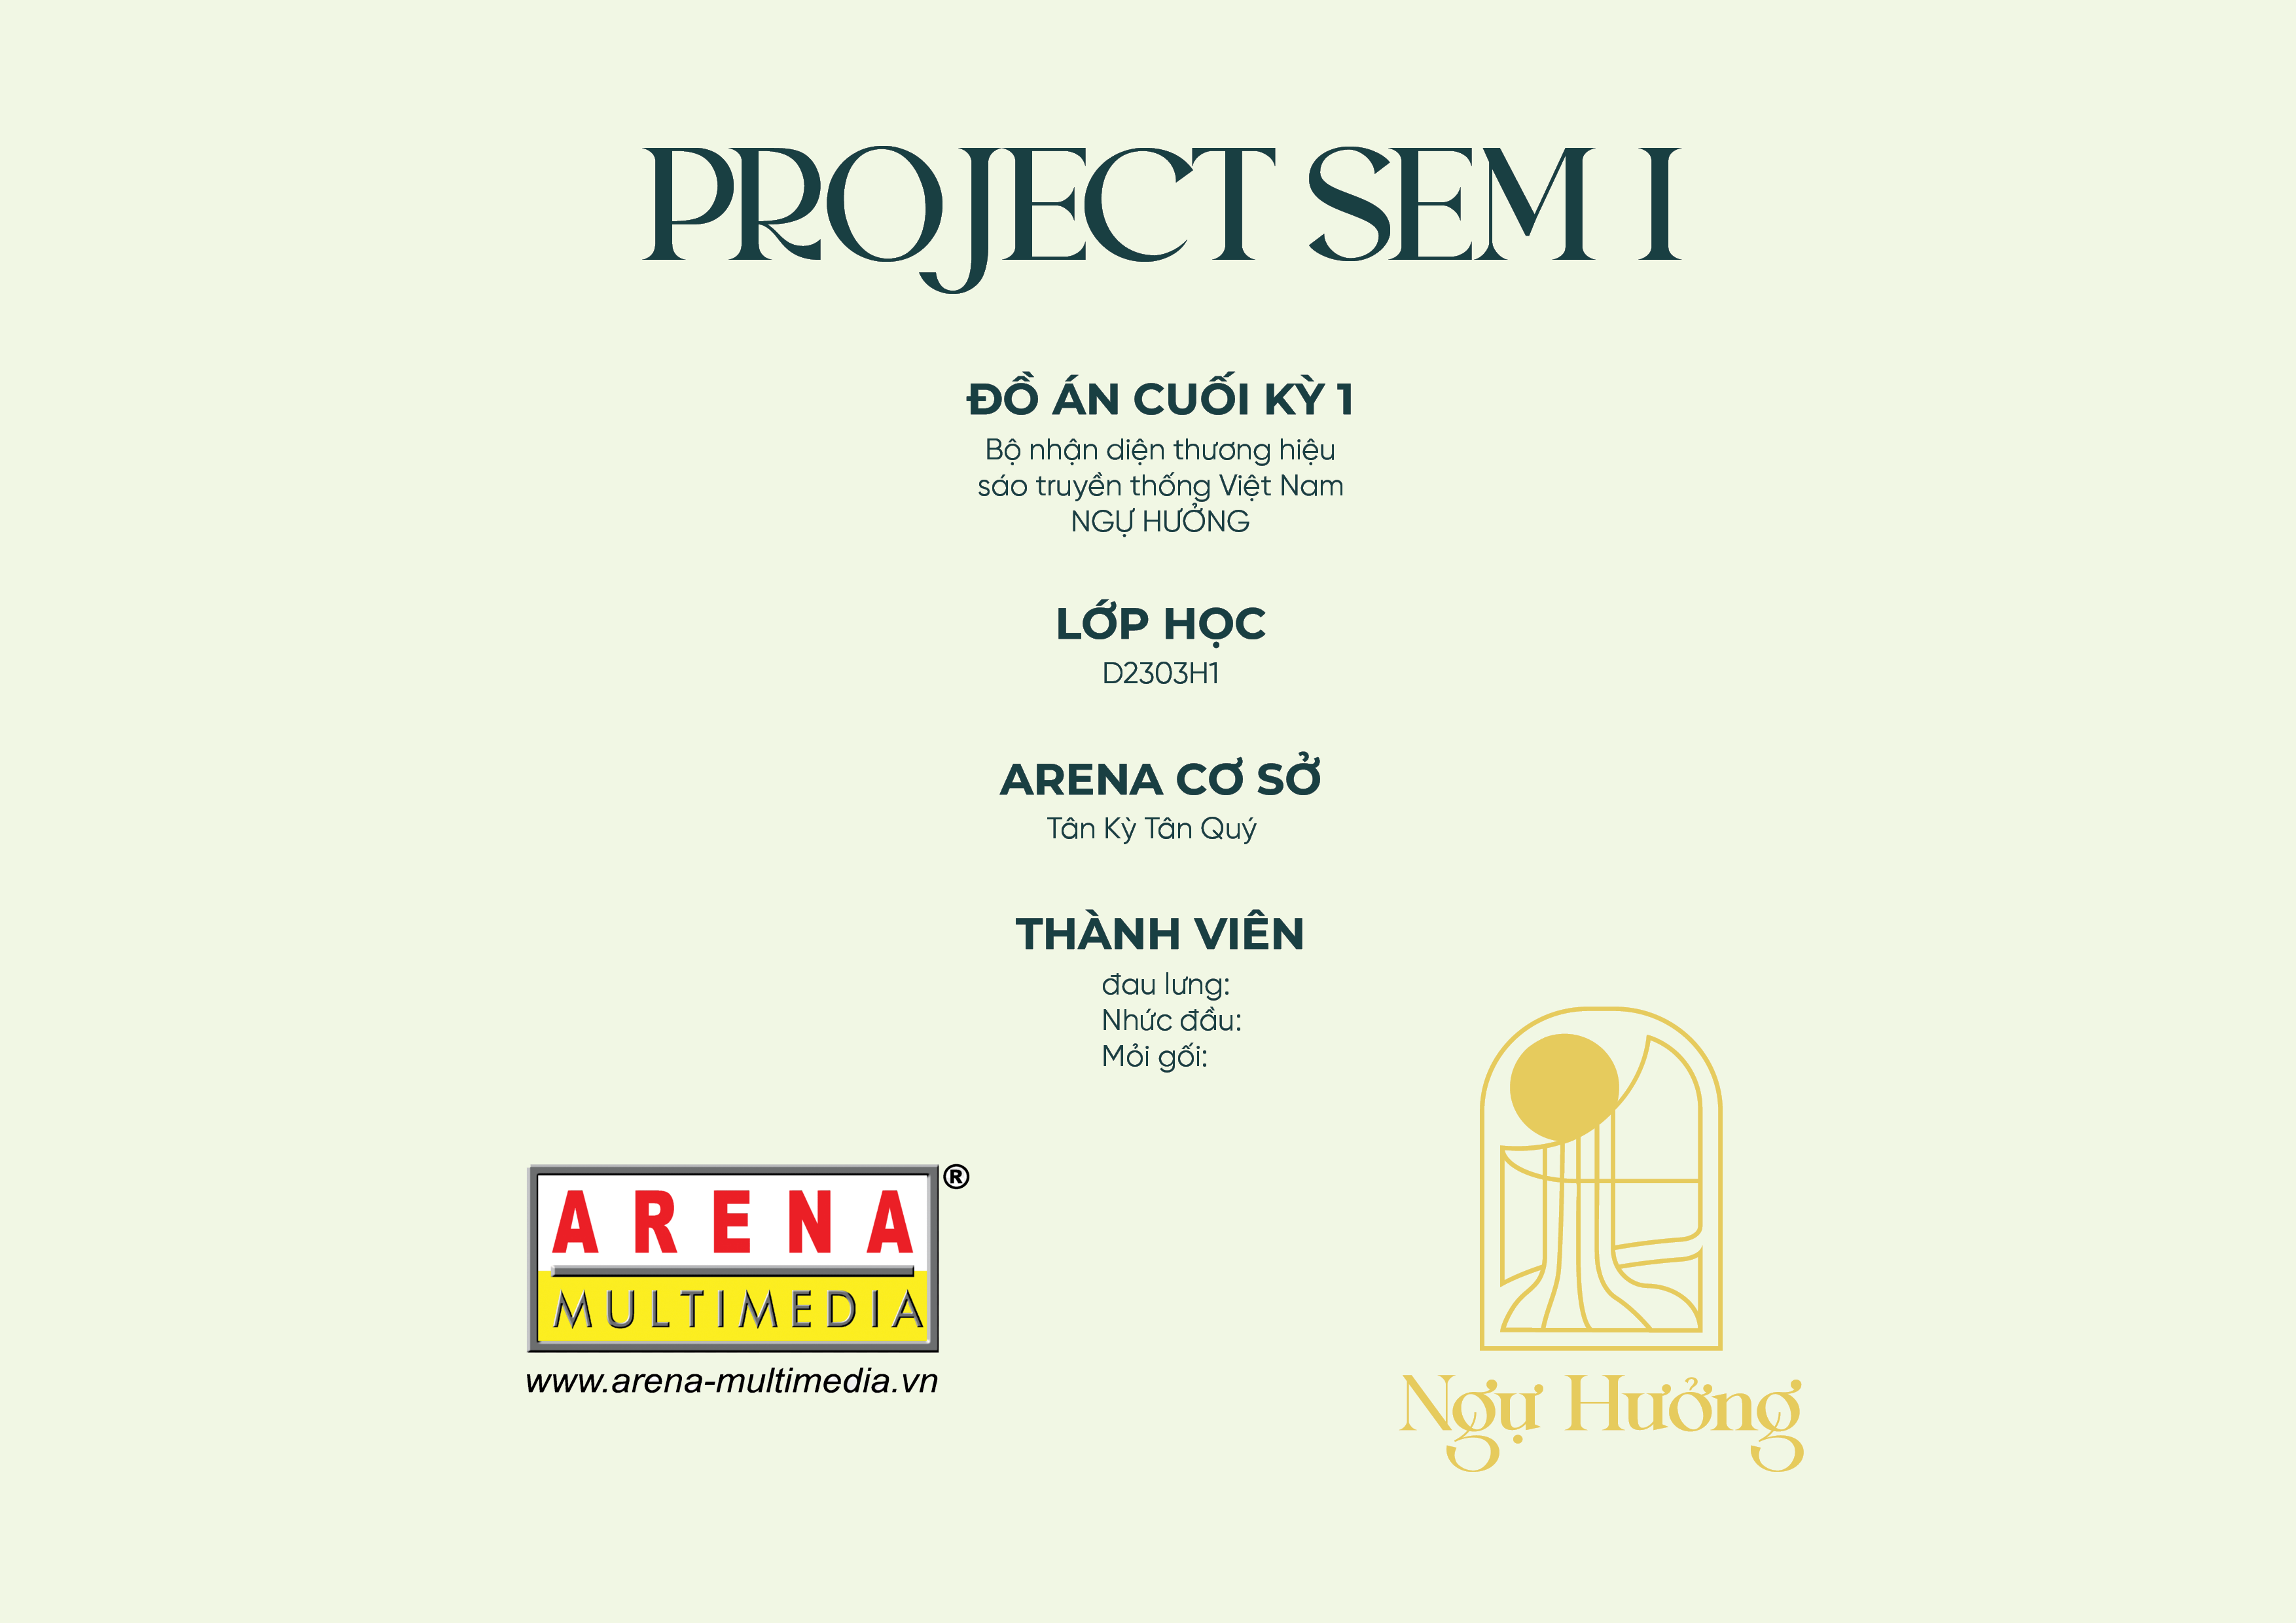 PROJECT SEM I
ĐỒ ÁN CUỐI KỲ 1
Bộ nhận diện thương hiệu
sáo truyền thống Việt Nam
NGỰ HƯỞNG
LỚP HỌC
D2303H1
ARENA CƠ SỞ
Tân Kỳ Tân Quý
THÀNH VIÊN
đau lưng:
Nhức đầu:
Mỏi gối:
ARENA ®
MULTIMEDIA
www.arena-multimedia.vn
Ngự Hưởng